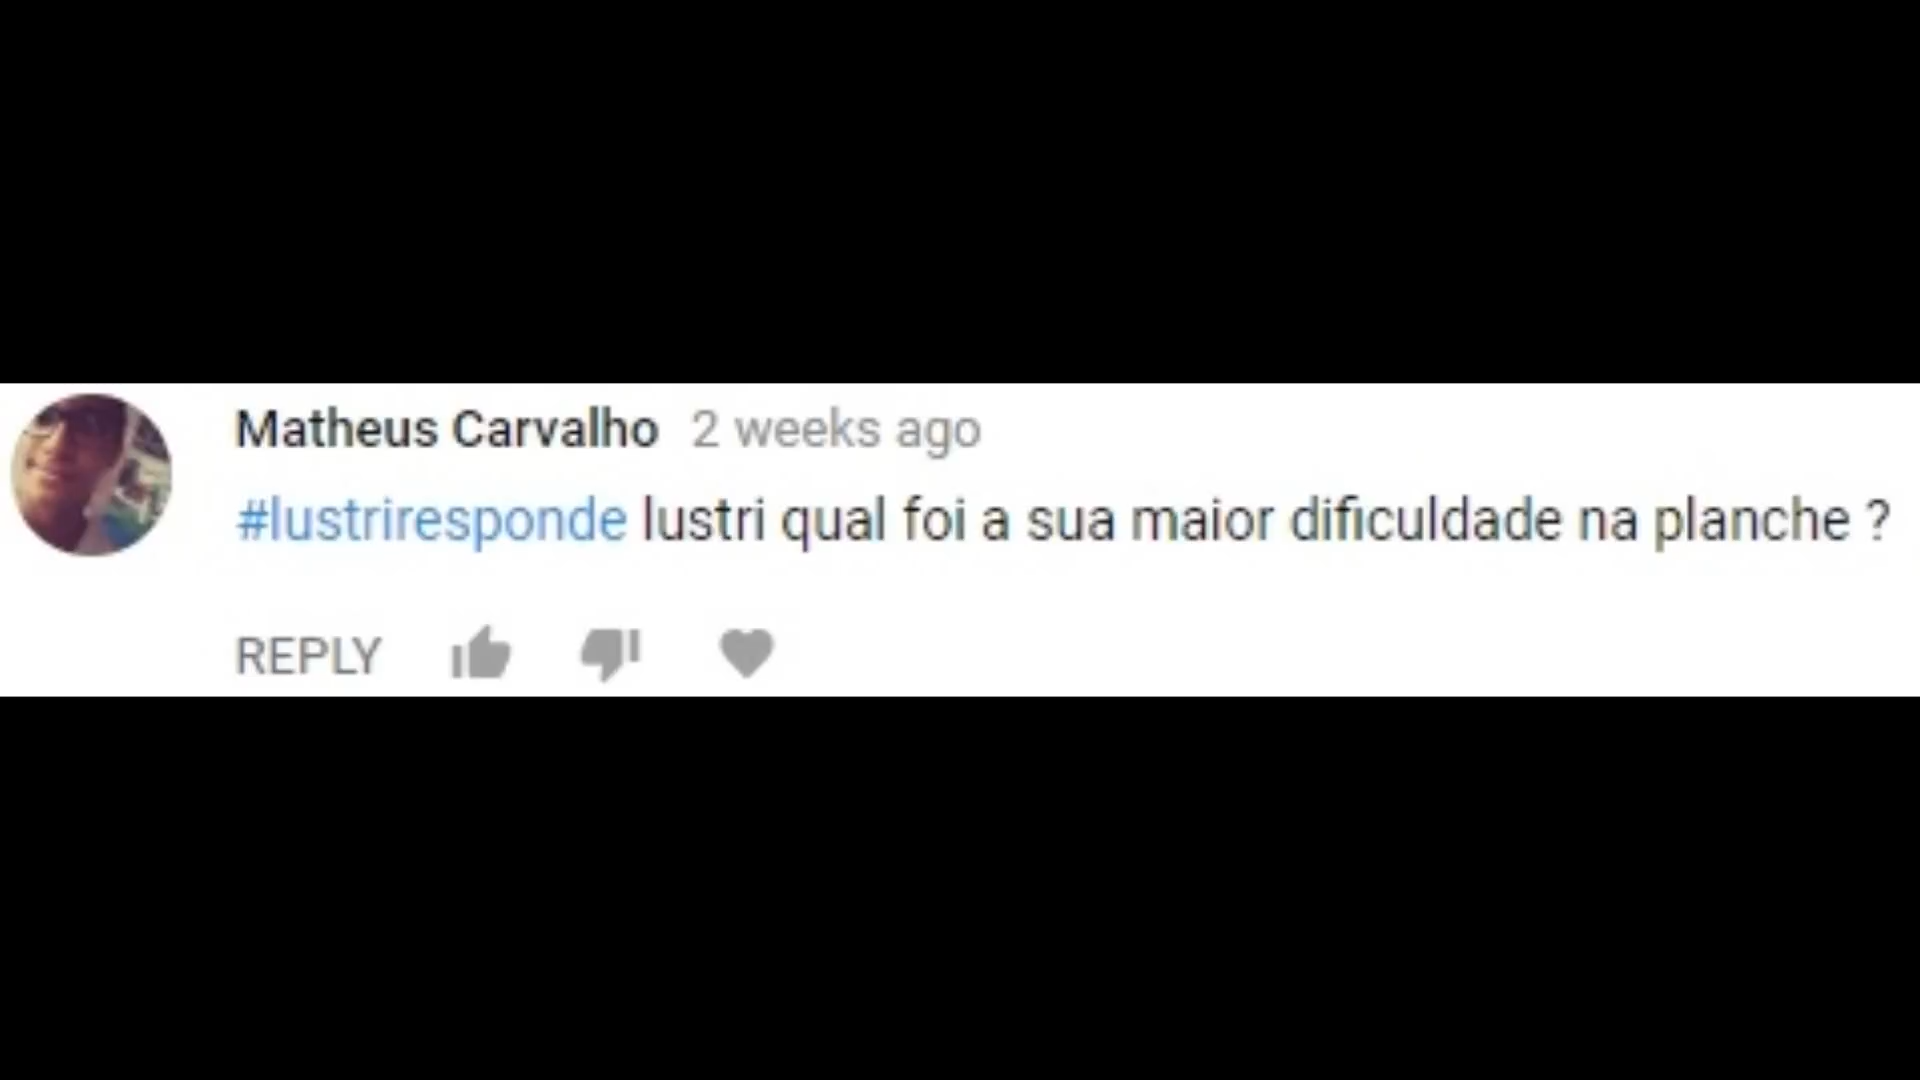 Matheus Carvalho 2 weeks ago
#lustriresponde lustri qual foi a sua maior dificuldade na planche ?
REPLY